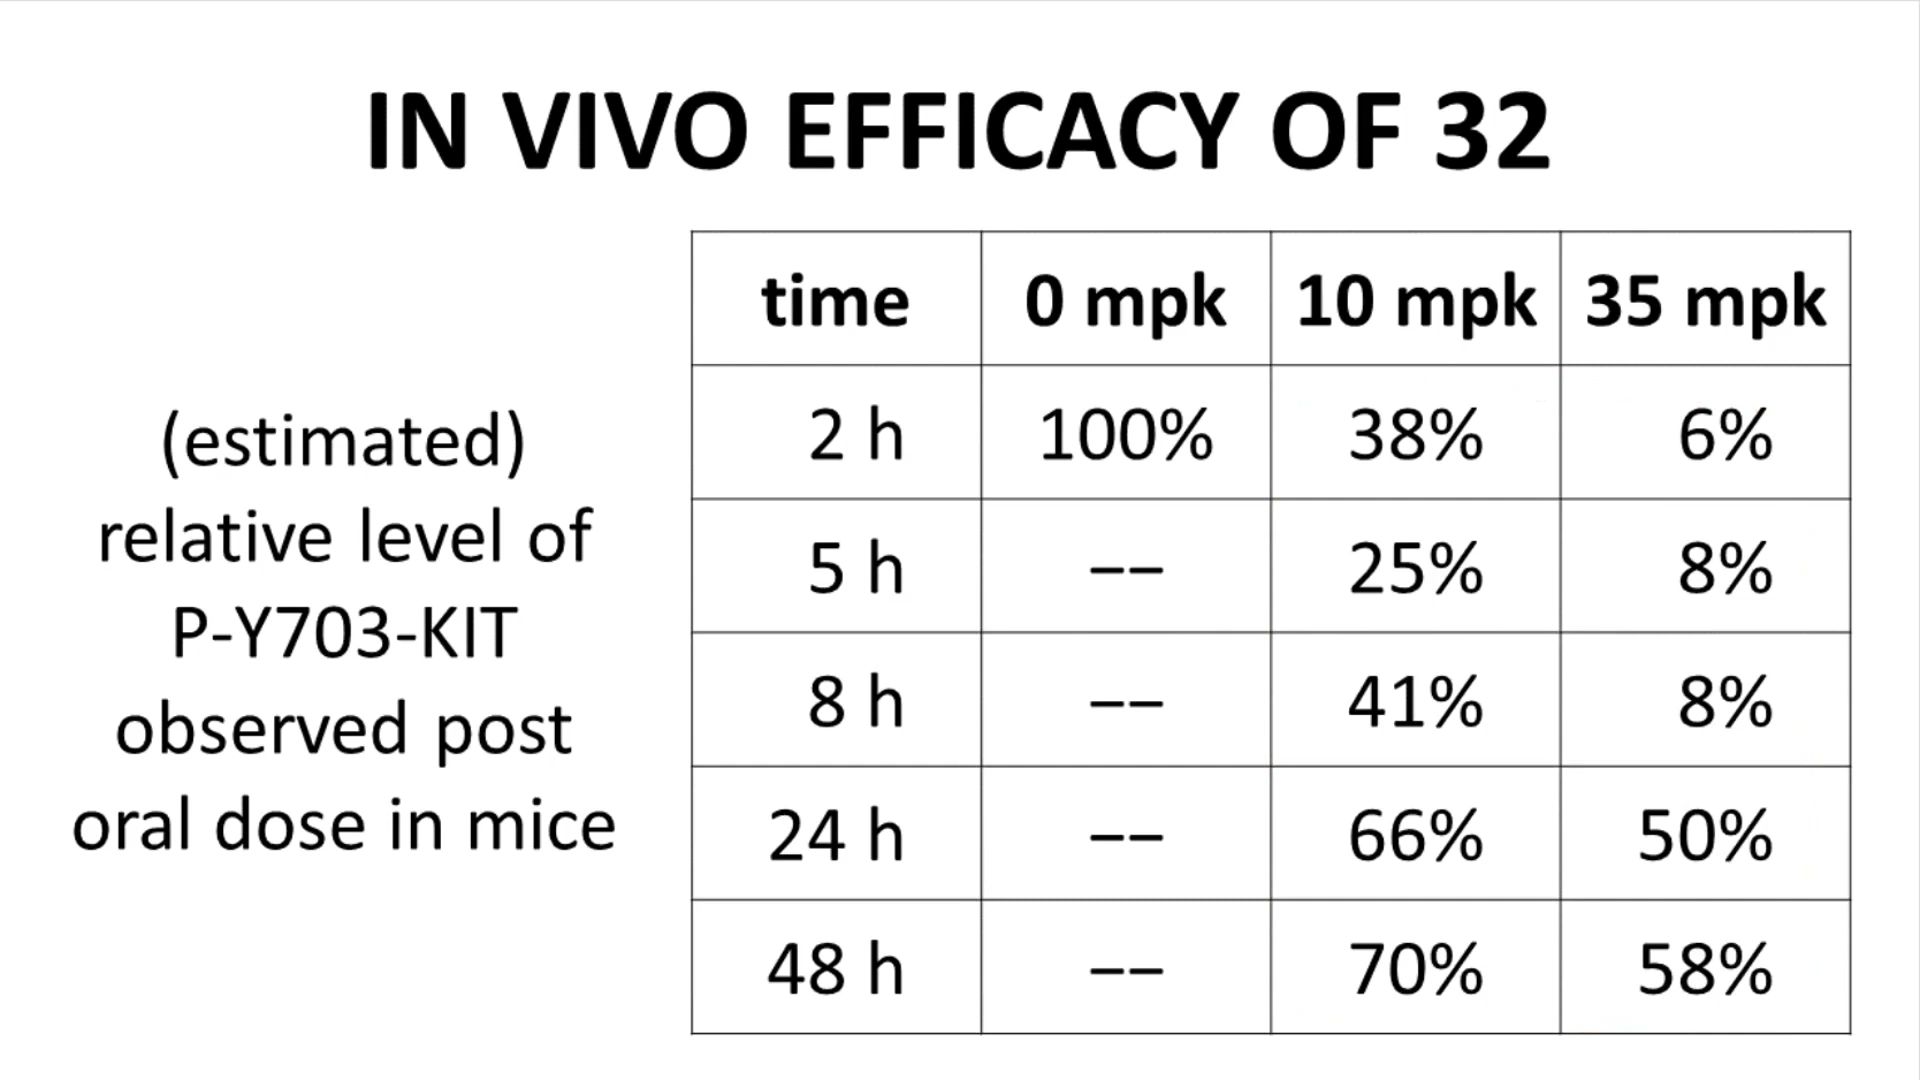 IN VIVO EFFICACY OF 32
(estimated)
relative level of
P-Y703-KIT
observed post
oral dose in mice
time 0 mpk 10 mpk 35 mpk
2 h 100% 38% 6%
5 h –– 25% 8%
8 h –– 41% 8%
24 h –– 66% 50%
48 h –– 70% 58%